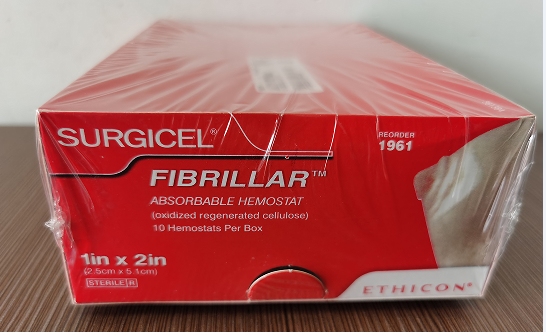 SURGICEL®
REORDER
1961
FIBRILLAR™
ABSORBABLE HEMOSTAT
(oxidized regenerated cellulose)
10 Hemostats Per Box
1in x 2in
(2.5cm x 5.1cm)
STERILE R
ETHICON®